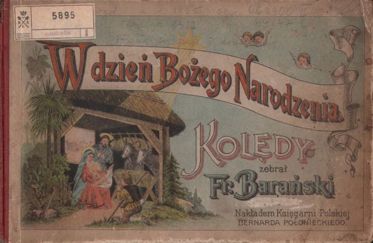 5895
W dzień Bożego Narodzenia.
KOLĘDY
zebrał
Fr. Barański
Nakładem Księgarni Polskiej
BERNARDA POŁONIECKIEGO.